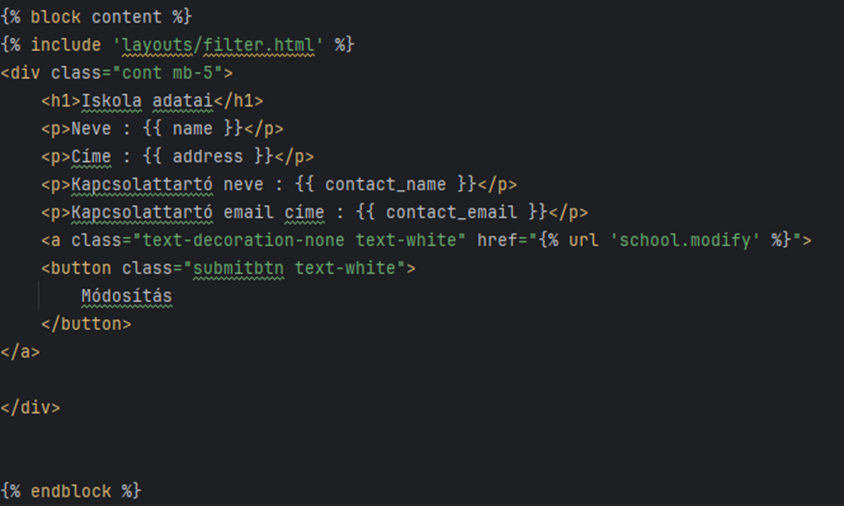 {% block content %}
{% include 'layouts/filter.html' %}
<div class="cont mb-5">
    <h1>Iskola adatai</h1>
    <p>Neve : {{ name }}</p>
    <p>Címe : {{ address }}</p>
    <p>Kapcsolattartó neve : {{ contact_name }}</p>
    <p>Kapcsolattartó email címe : {{ contact_email }}</p>
    <a class="text-decoration-none text-white" href="{% url 'school.modify' %}">
    <button class="submitbtn text-white">
        Módosítás
    </button>
</a>
</div>
{% endblock %}